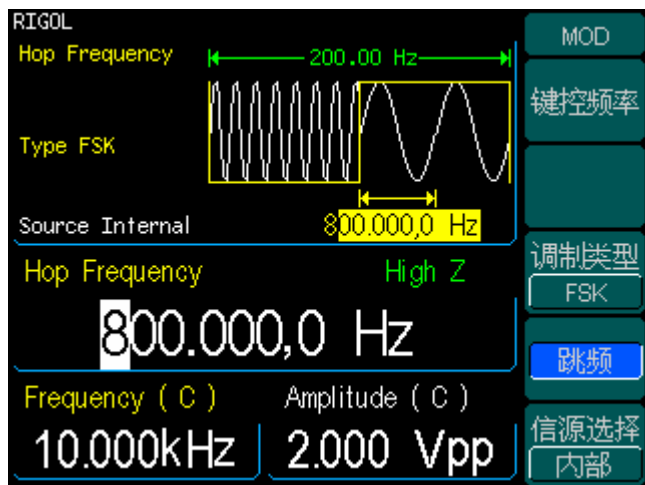 RIGOL
Hop Frequency
200.00 Hz
Type FSK
Source Internal
800.000,0 Hz
Hop Frequency
High Z
800.000,0 Hz
Frequency ( C )
Amplitude ( C )
10.000kHz
2.000 Vpp
MOD
键控频率
调制类型
FSK
跳频
信源选择
内部